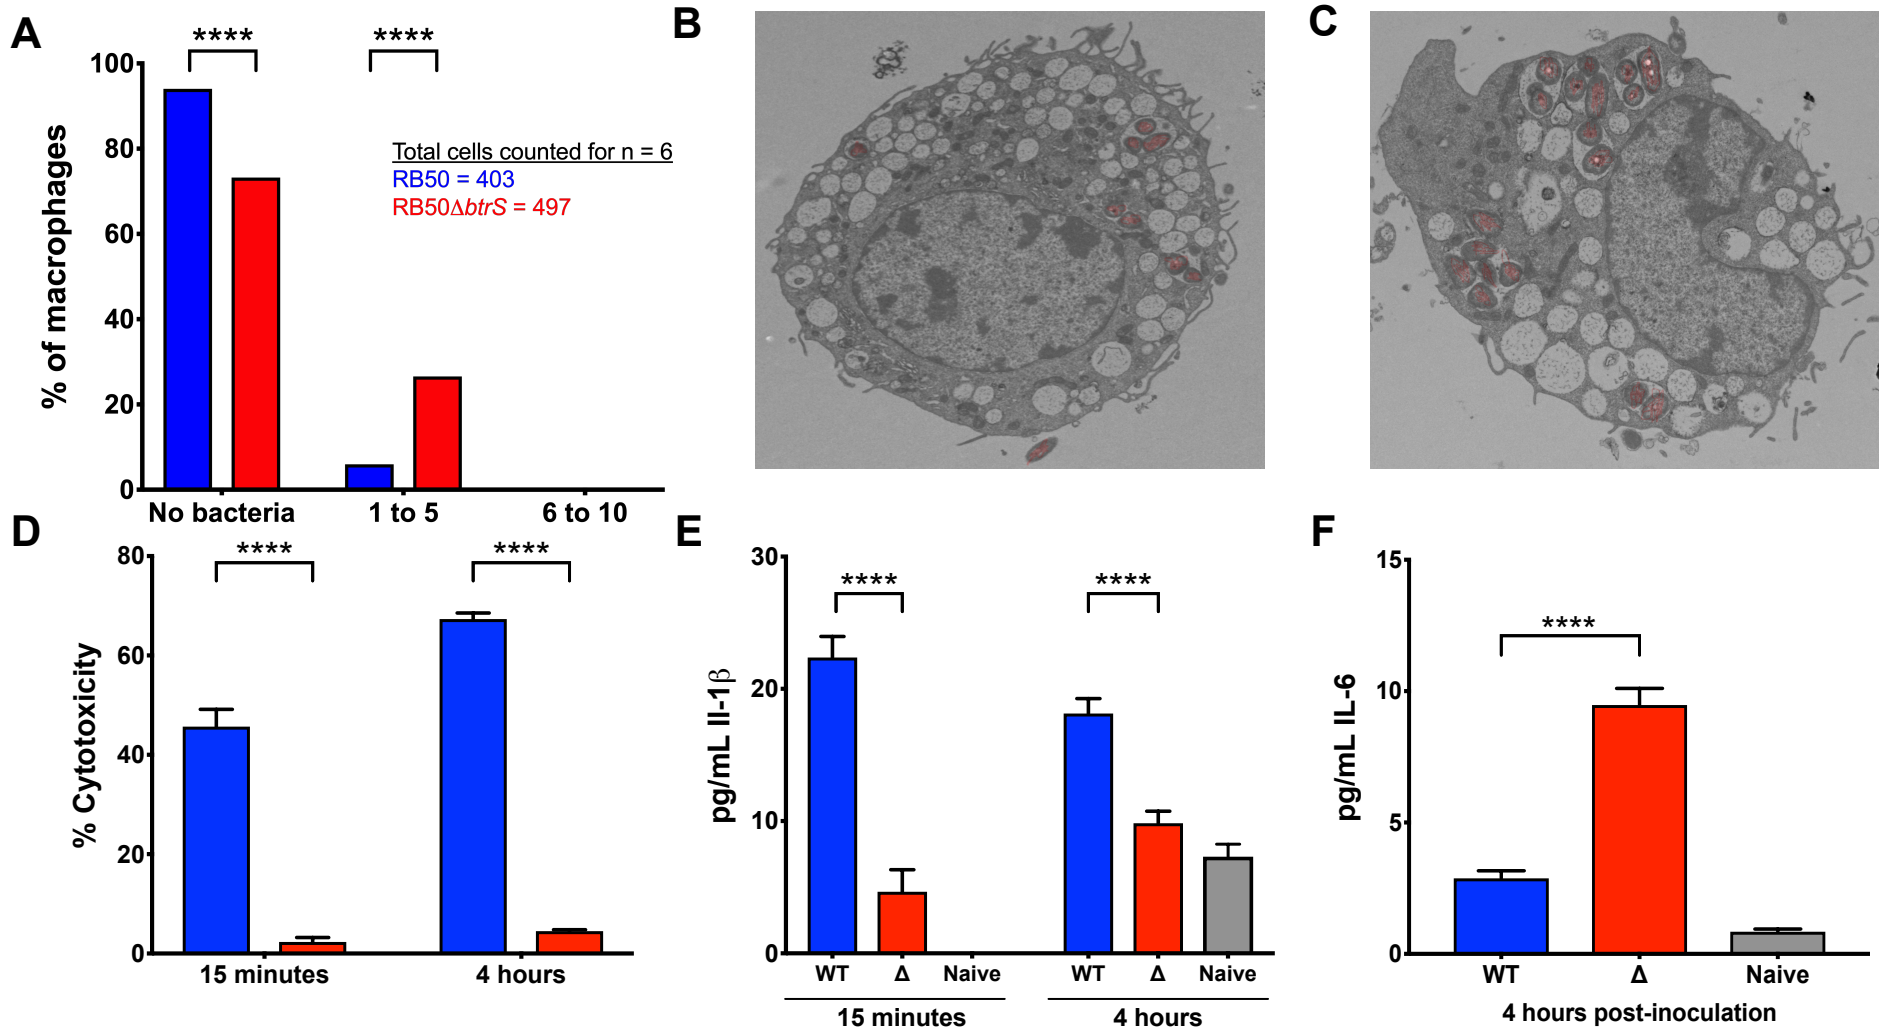 A
****
****
100
80
60
40
20
0
% of macrophages
Total cells counted for n = 6
RB50 = 403
RB50ΔbtrS = 497
No bacteria
1 to 5
6 to 10
B
C
D
****
****
80
60
40
20
0
% Cytotoxicity
15 minutes
4 hours
E
****
****
30
20
10
0
pg/mL Il-1β
WT
Δ
Naive
WT
Δ
Naive
15 minutes
4 hours
F
****
15
10
5
0
pg/mL IL-6
WT
Δ
Naive
4 hours post-inoculation